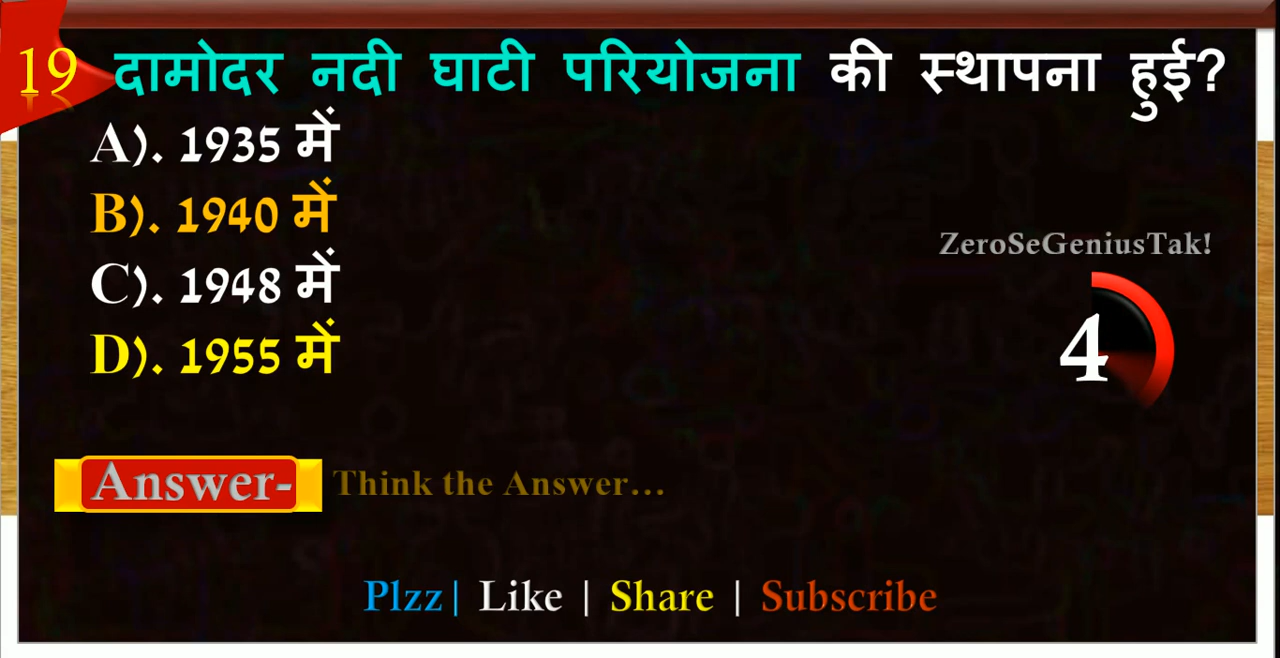 19 दामोदर नदी घाटी परियोजना की स्थापना हुई?
A). 1935 में
B). 1940 में
C). 1948 में
D). 1955 में
ZeroSeGeniusTak!
4
Answer- Think the Answer...
Plzz| Like | Share | Subscribe